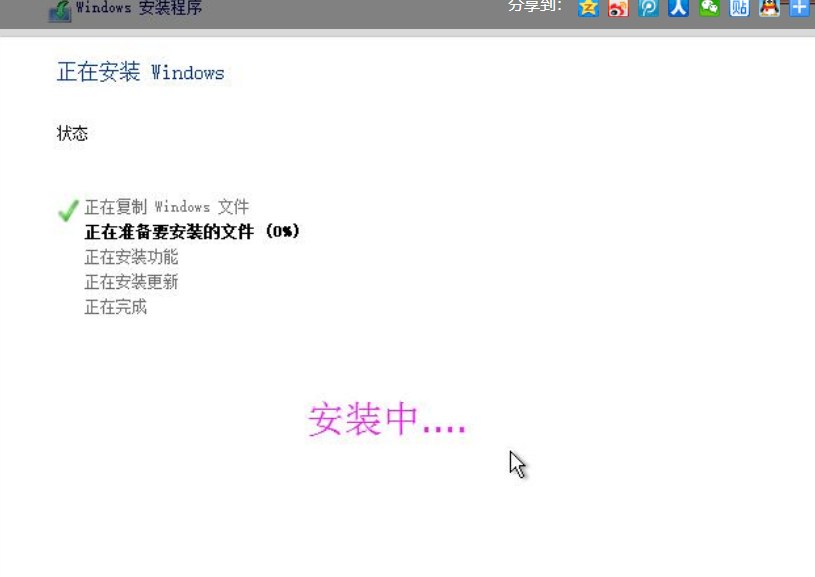 Windows 安装程序
分享到:
贴
正在安装 Windows
状态
正在复制 Windows 文件
正在准备要安装的文件 (0%)
正在安装功能
正在安装更新
正在完成
安装中....